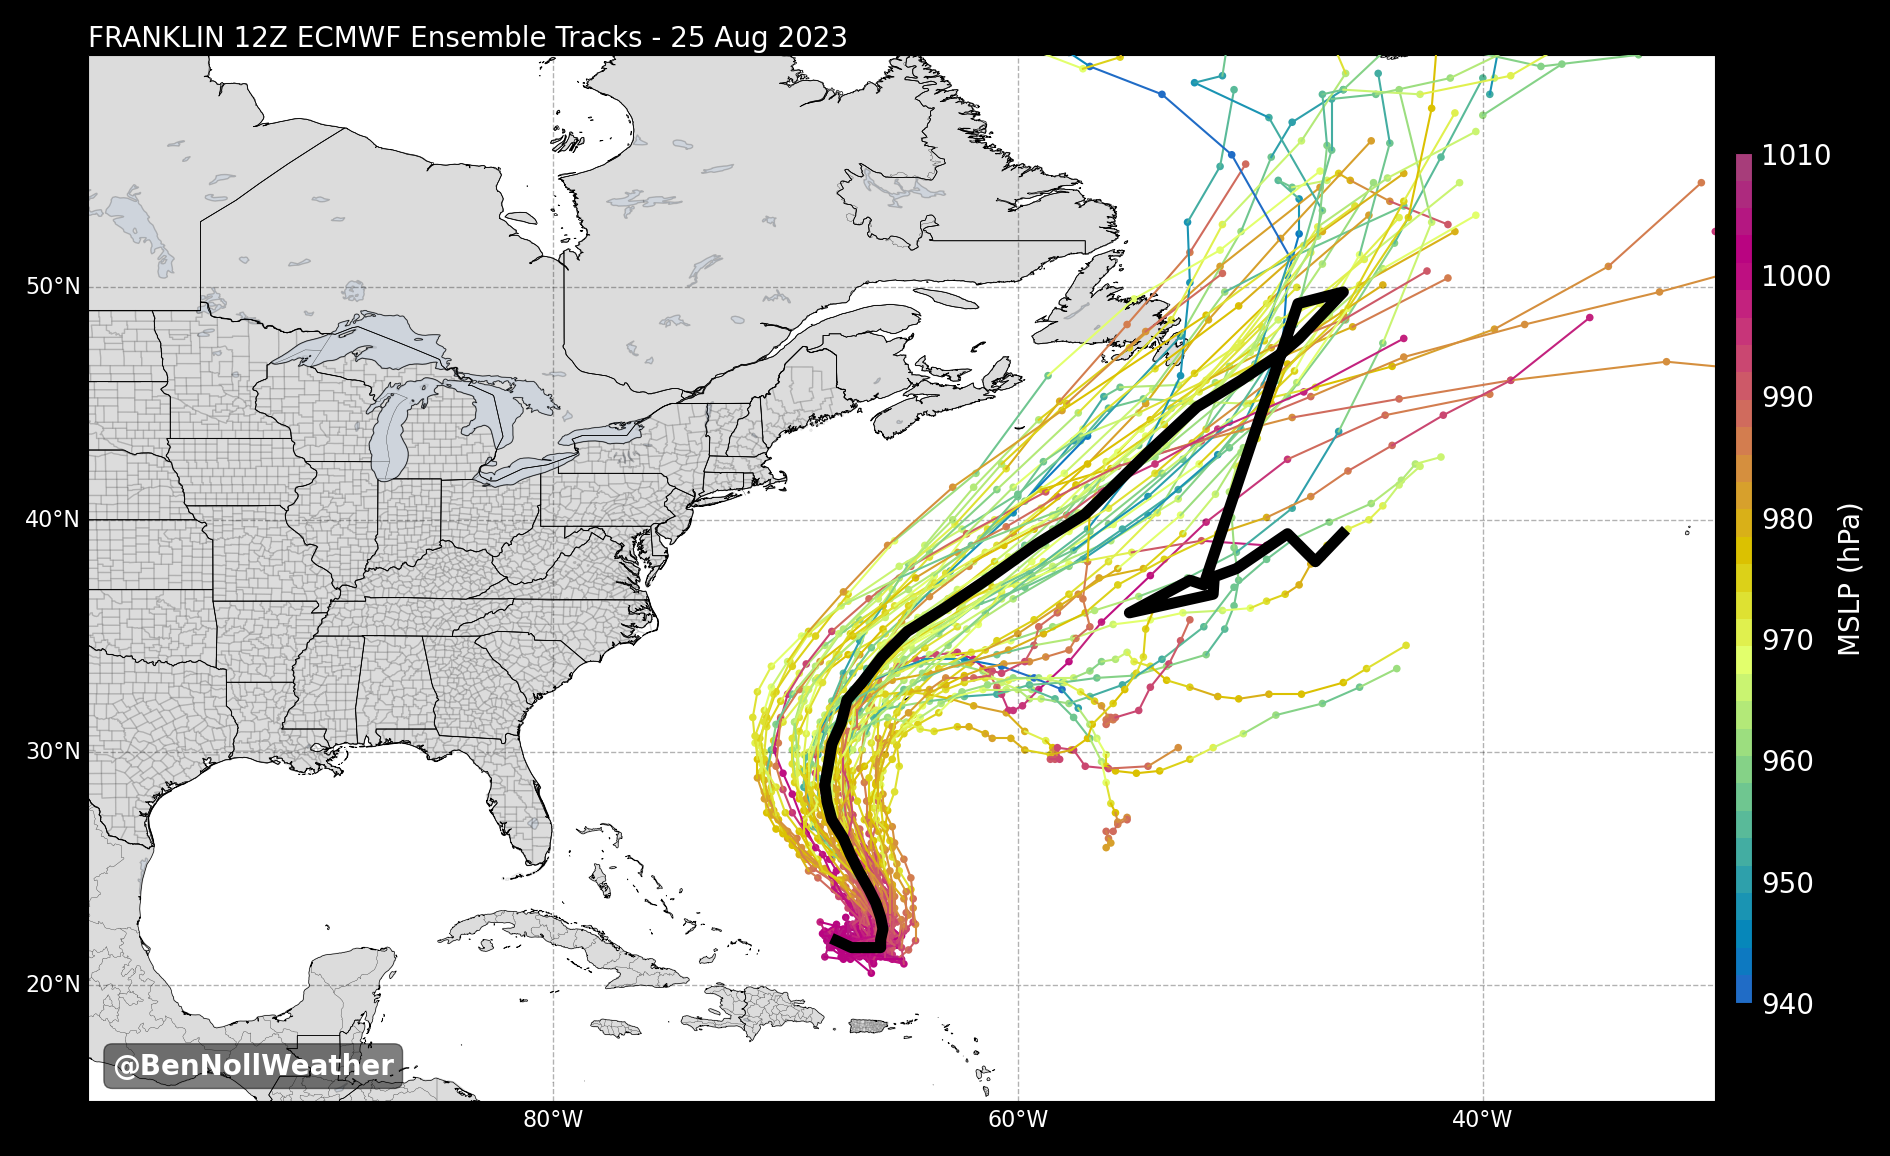 FRANKLIN 12Z ECMWF Ensemble Tracks - 25 Aug 2023
50°N
40°N
30°N
20°N
80°W
60°W
40°W
1010
1000
990
980
970
960
950
940
MSLP (hPa)
@BenNollWeather